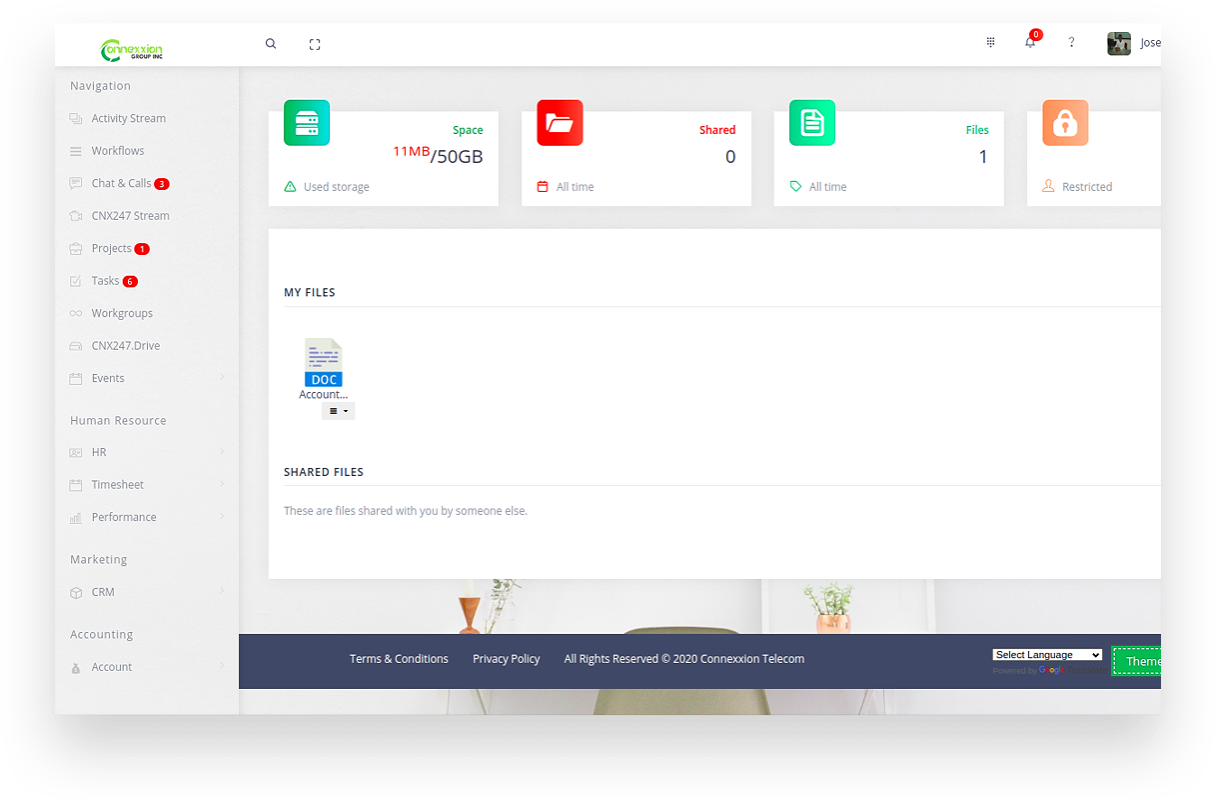 onnexxion
GROUP INC
0
?
Jose
Navigation
Activity Stream
Workflows
Chat & Calls 3
CNX247 Stream
Projects 1
Tasks 6
Workgroups
CNX247.Drive
Events
Human Resource
HR
Timesheet
Performance
Marketing
CRM
Accounting
Account
Space
11MB/50GB
Used storage
Shared
0
All time
Files
1
All time
Restricted
MY FILES
DOC
Account...
SHARED FILES
These are files shared with you by someone else.
Terms & Conditions Privacy Policy All Rights Reserved © 2020 Connexxion Telecom
Select Language
Powered by Google
Theme